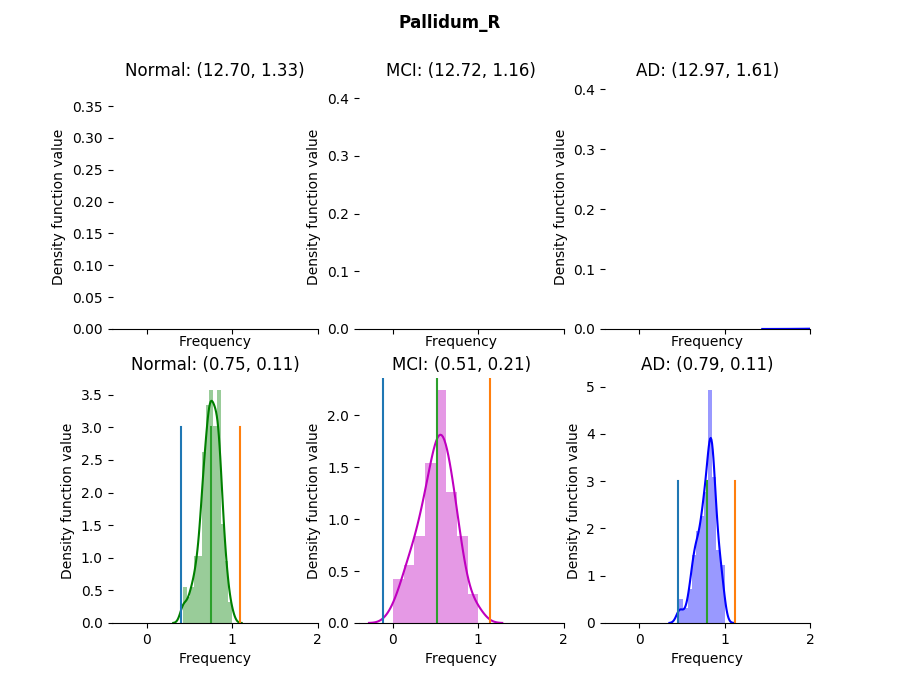 Pallidum_R
Normal: (12.70, 1.33)
MCI: (12.72, 1.16)
AD: (12.97, 1.61)
Density function value
0.35
0.30
0.25
0.20
0.15
0.10
0.05
0.00
Frequency
Density function value
0.4
0.3
0.2
0.1
0.0
Frequency
Density function value
0.4
0.3
0.2
0.1
0.0
Frequency
Normal: (0.75, 0.11)
MCI: (0.51, 0.21)
AD: (0.79, 0.11)
Density function value
3.5
3.0
2.5
2.0
1.5
1.0
0.5
0.0
0 1 2
Frequency
Density function value
2.0
1.5
1.0
0.5
0.0
0 1 2
Frequency
Density function value
5
4
3
2
1
0
0 1 2
Frequency